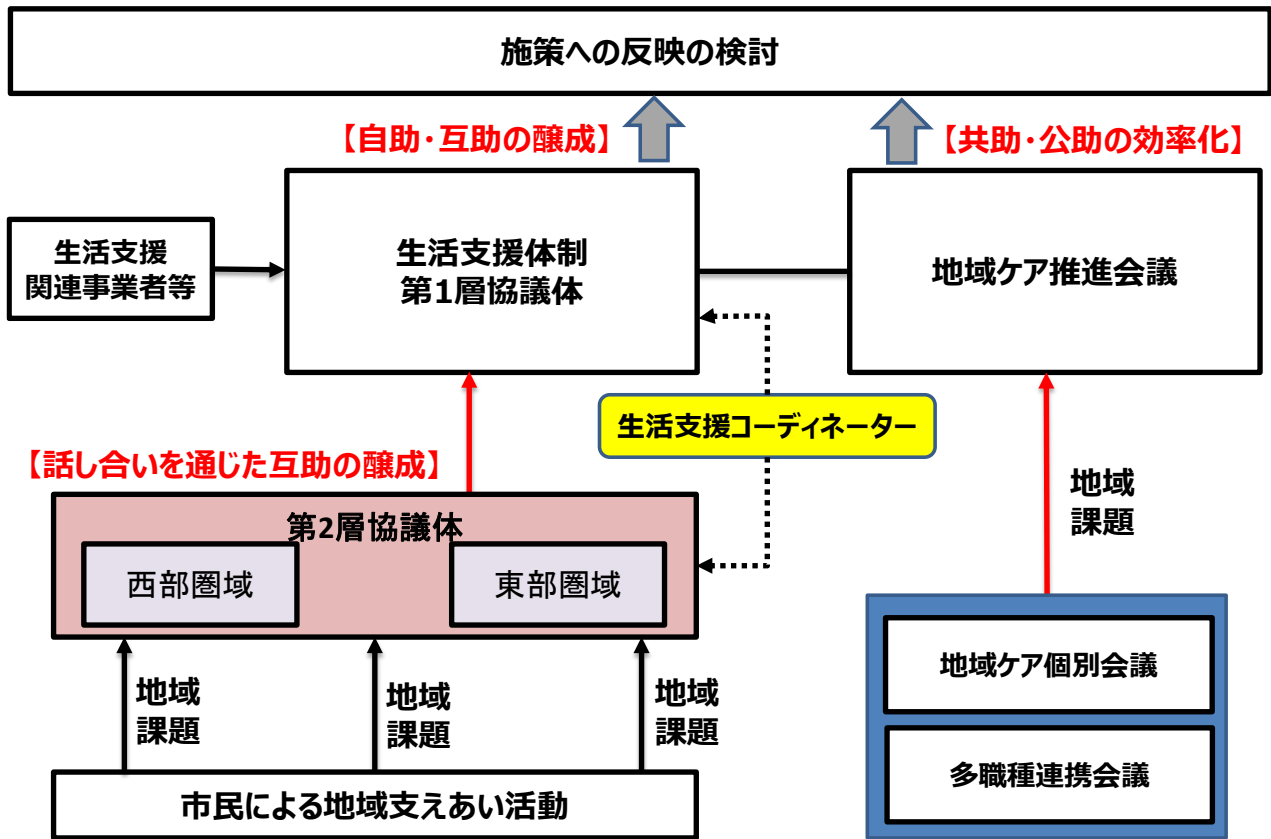 施策への反映の検討
【自助・互助の醸成】
【共助・公助の効率化】
生活支援
関連事業者等
生活支援体制
第1層協議体
地域ケア推進会議
生活支援コーディネーター
【話し合いを通じた互助の醸成】
第2層協議体
西部圏域
東部圏域
地域
課題
地域
課題
地域
課題
地域
課題
地域ケア個別会議
多職種連携会議
市民による地域支えあい活動